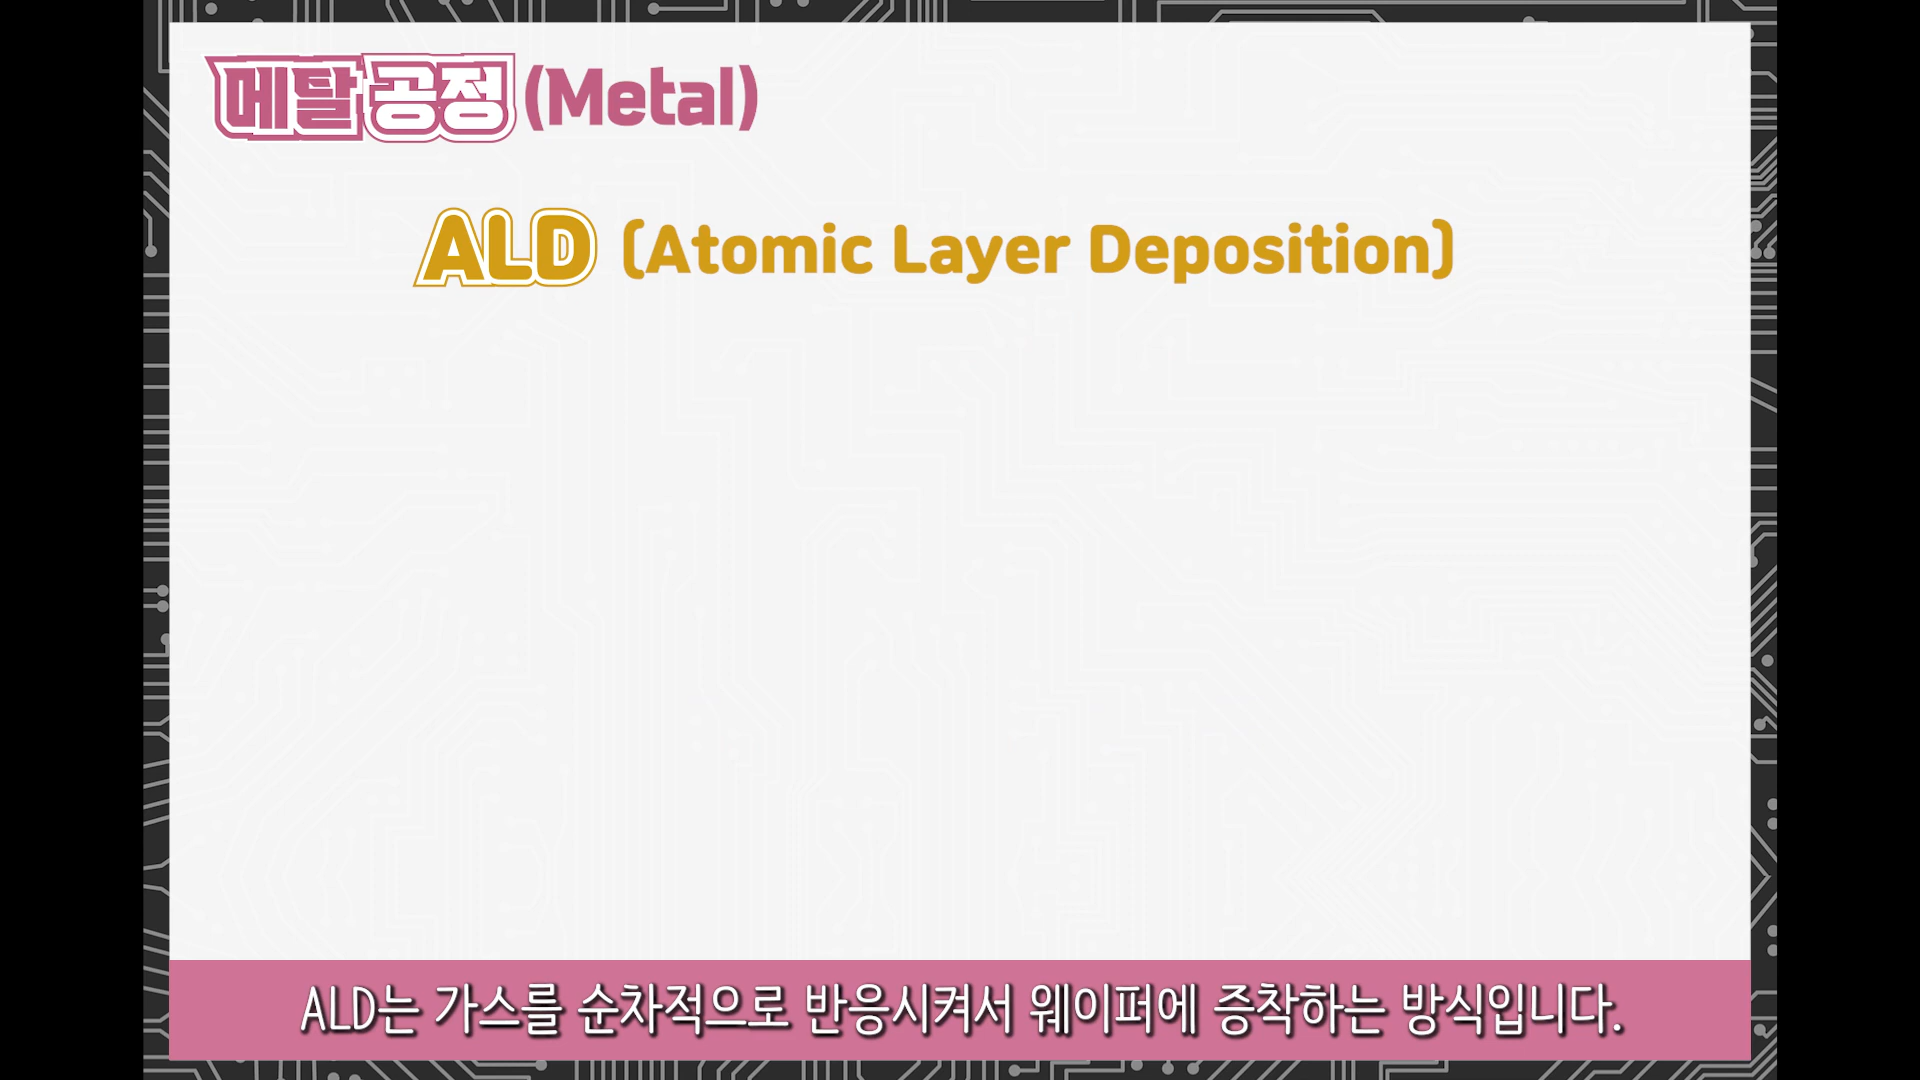 메탈 공정 (Metal)
ALD (Atomic Layer Deposition)
ALD는 가스를 순차적으로 반응시켜서 웨이퍼에 증착하는 방식입니다.